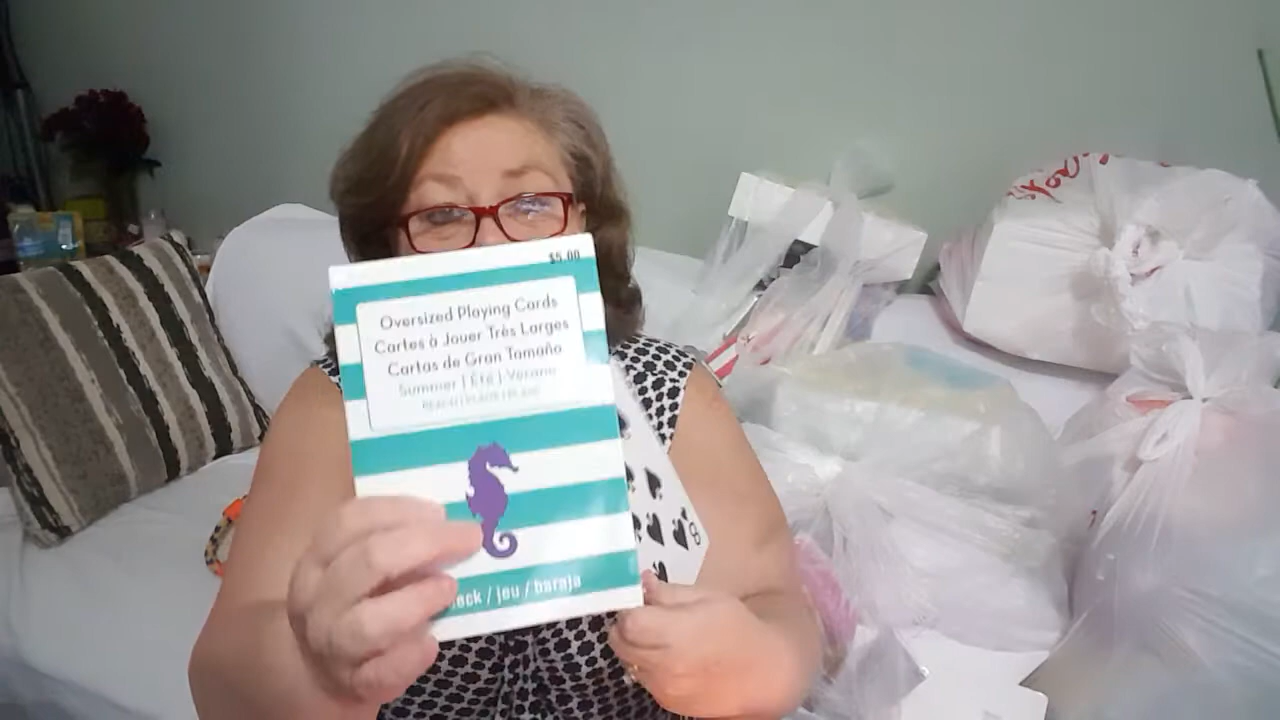 $5.00
Oversized Playing Cards
Cartes à Jouer Très Larges
Cartas de Gran Tamaño
Summer | Été | Verano
deck / jeu / baraja
8